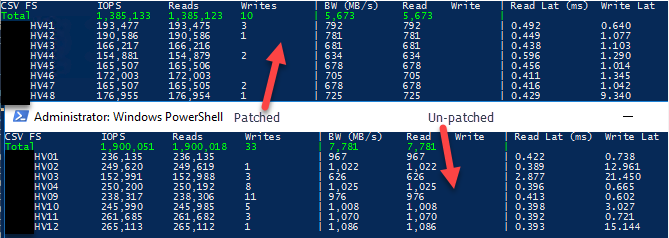 CSV FS IOPS Reads Writes | BW (MB/s) Read Write | Read Lat (ms) Write Lat
Total 1,385,133 1,385,123 10 | 5,673 5,673 |
HV41 193,477 193,475 3 | 792 792 | 0.492 0.640
HV42 190,586 190,586 1 | 781 781 | 0.449 1.077
HV43 166,217 166,216 | 681 681 | 0.438 1.103
HV44 154,881 154,879 2 | 634 634 | 0.596 1.290
HV45 165,507 165,506 | 678 678 | 0.456 1.014
HV46 172,003 172,003 | 705 705 | 0.411 1.345
HV47 165,507 165,505 2 | 678 678 | 0.416 1.042
HV48 176,955 176,954 1 | 725 725 | 0.429 9.340
Administrator: Windows PowerShell Patched Un-patched
CSV FS IOPS Reads Writes | BW (MB/s) Read Write | Read Lat (ms) Write Lat
Total 1,900,051 1,900,018 33 | 7,781 7,781 |
HV01 236,135 236,135 | 967 967 | 0.422 0.738
HV02 249,620 249,619 1 | 1,022 1,022 | 0.389 12.961
HV03 152,991 152,988 3 | 626 626 | 2.877 21.450
HV04 250,200 250,192 8 | 1,025 1,025 | 0.396 0.665
HV09 238,317 238,306 11 | 976 976 | 0.413 0.602
HV10 245,990 245,985 5 | 1,008 1,008 | 0.398 3.027
HV11 261,685 261,682 3 | 1,070 1,070 | 0.392 0.721
HV12 265,113 265,112 1 | 1,086 1,086 | 0.393 15.144